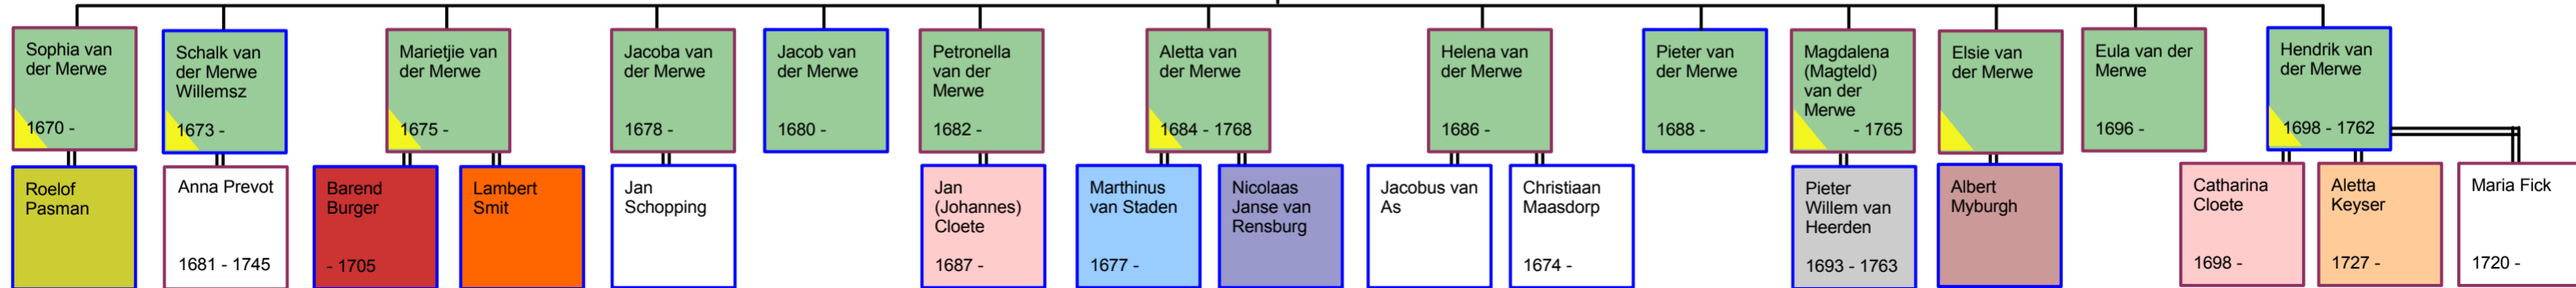 Sophia van
der Merwe
1670 -
Schalk van
der Merwe
Willemsz
1673 -
Marietjie van
der Merwe
1675 -
Jacoba van
der Merwe
1678 -
Jacob van
der Merwe
1680 -
Petronella
van der
Merwe
1682 -
Aletta van
der Merwe
1684 - 1768
Helena van
der Merwe
1686 -
Pieter van
der Merwe
1688 -
Magdalena
(Magteld)
van der
Merwe
- 1765
Elsie van
der Merwe
Eula van der
Merwe
1696 -
Hendrik van
der Merwe
1698 - 1762
Roelof
Pasman
Anna Prevot
1681 - 1745
Barend
Burger
- 1705
Lambert
Smit
Jan
Schopping
Jan
(Johannes)
Cloete
1687 -
Marthinus
van Staden
1677 -
Nicolaas
Janse van
Rensburg
Jacobus van
As
Christiaan
Maasdorp
1674 -
Pieter
Willem van
Heerden
1693 - 1763
Albert
Myburgh
Catharina
Cloete
1698 -
Aletta
Keyser
1727 -
Maria Fick
1720 -